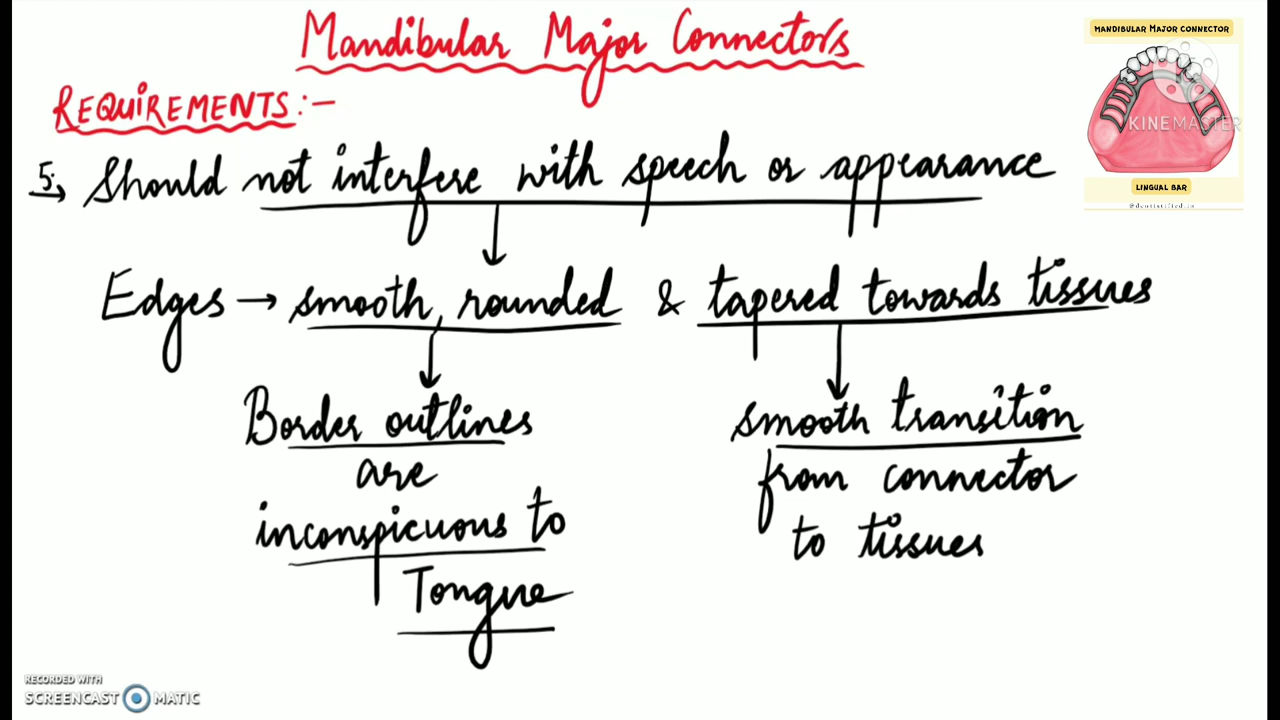 Mandibular Major Connectors
REQUIREMENTS:-
5. Should not interfere with speech or appearance
Edges → smooth, rounded & tapered towards tissues
Border outlines
are
inconspicuous to
Tongue
smooth transition
from connector
to tissues
MANDIBULAR MAJOR CONNECTOR
KINEMASTER
LINGUAL BAR
@dentistified.in
RECORDED WITH
SCREENCAST MATIC